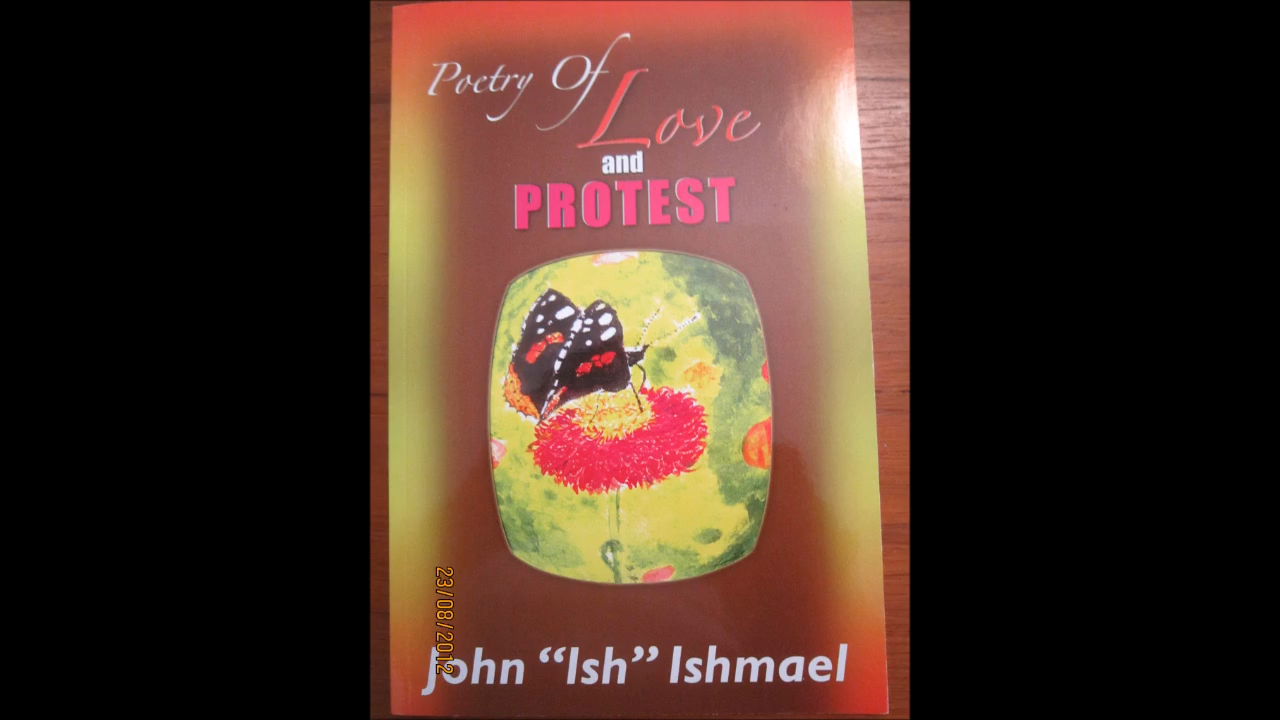 Poetry Of
Love
and
PROTEST
23/08/2012
John “Ish” Ishmael